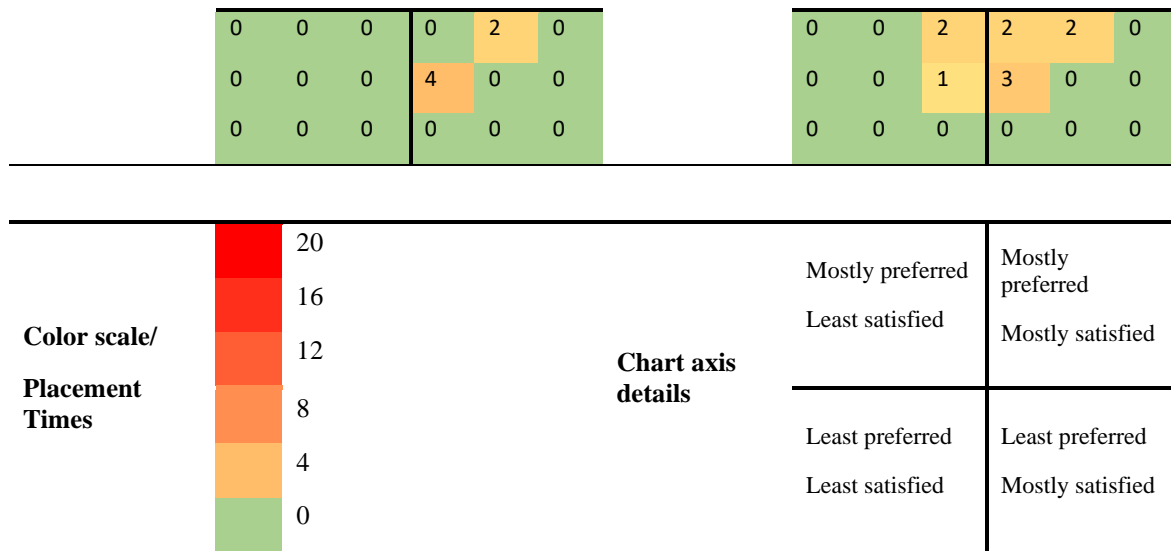 0 0 0 0 2 0 0 0 2 2 2 0
0 0 0 4 0 0 0 0 1 3 0 0
0 0 0 0 0 0 0 0 0 0 0 0
Color scale/
Placement
Times
20
16
12
8
4
0
Chart axis
details
Mostly preferred
Least satisfied
Mostly
preferred
Mostly satisfied
Least preferred
Least satisfied
Least preferred
Mostly satisfied